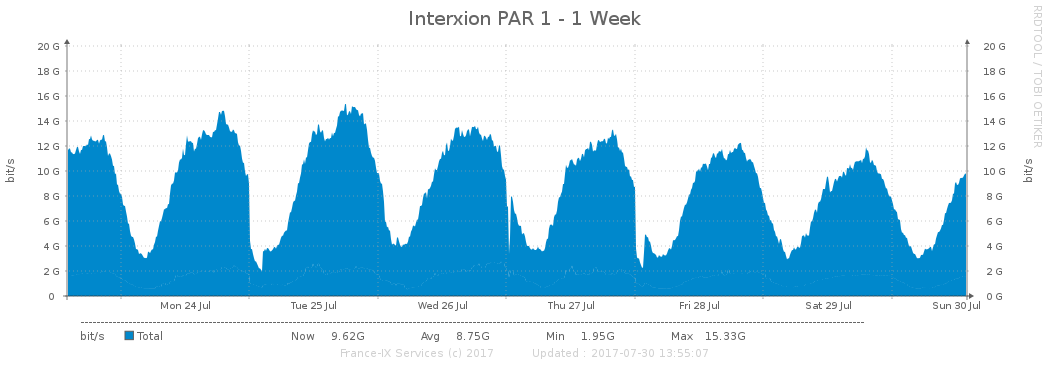 Interxion PAR 1 - 1 Week
RRDTOOL / TOBI OETIKER
20 G 20 G
18 G 18 G
16 G 16 G
14 G 14 G
12 G 12 G
10 G 10 G
8 G 8 G
6 G 6 G
4 G 4 G
2 G 2 G
0 0 G
bit/s
bit/s
Mon 24 Jul Tue 25 Jul Wed 26 Jul Thu 27 Jul Fri 28 Jul Sat 29 Jul Sun 30 Jul
bit/s Total Now 9.62G Avg 8.75G Min 1.95G Max 15.33G
France-IX Services (c) 2017 Updated : 2017-07-30 13:55:07